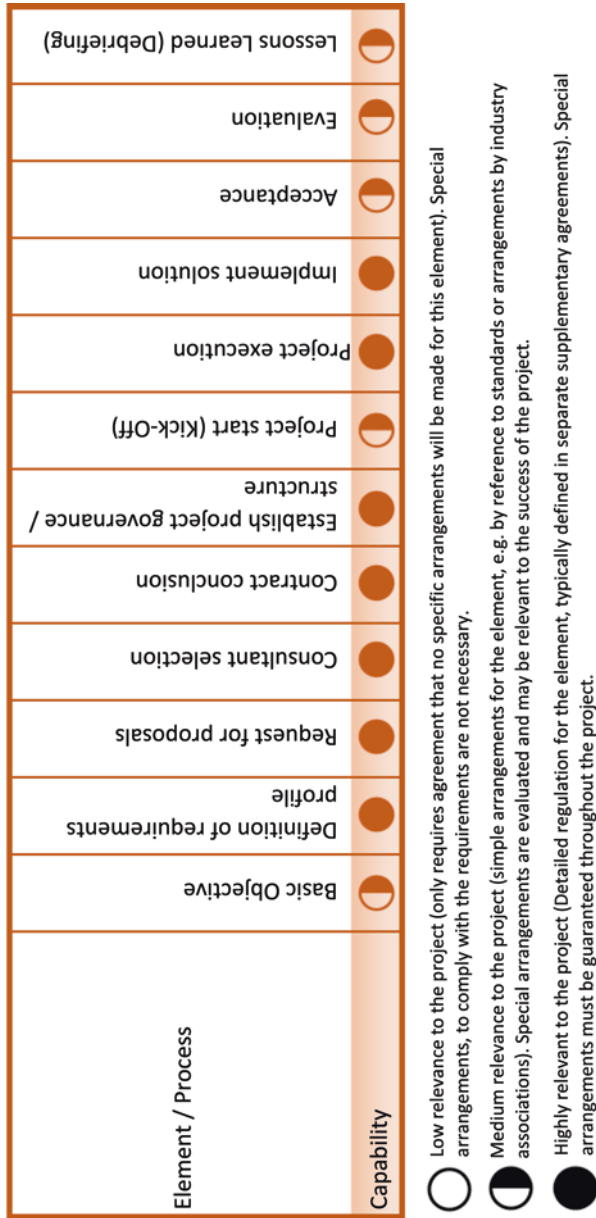 Element / Process
Basic Objective
Definition of requirements
profile
Request for proposals
Consultant selection
Contract conclusion
Establish project governance /
structure
Project start (Kick-Off)
Project execution
Implement solution
Acceptance
Evaluation
Lessons Learned (Debriefing)
Capability
Low relevance to the project (only requires agreement that no specific arrangements will be made for this element). Special
arrangements, to comply with the requirements are not necessary.
Medium relevance to the project (simple arrangements for the element, e.g. by reference to standards or arrangements by industry
associations). Special arrangements are evaluated and may be relevant to the success of the project.
Highly relevant to the project (Detailed regulation for the element, typically defined in separate supplementary agreements). Special
arrangements must be guaranteed throughout the project.